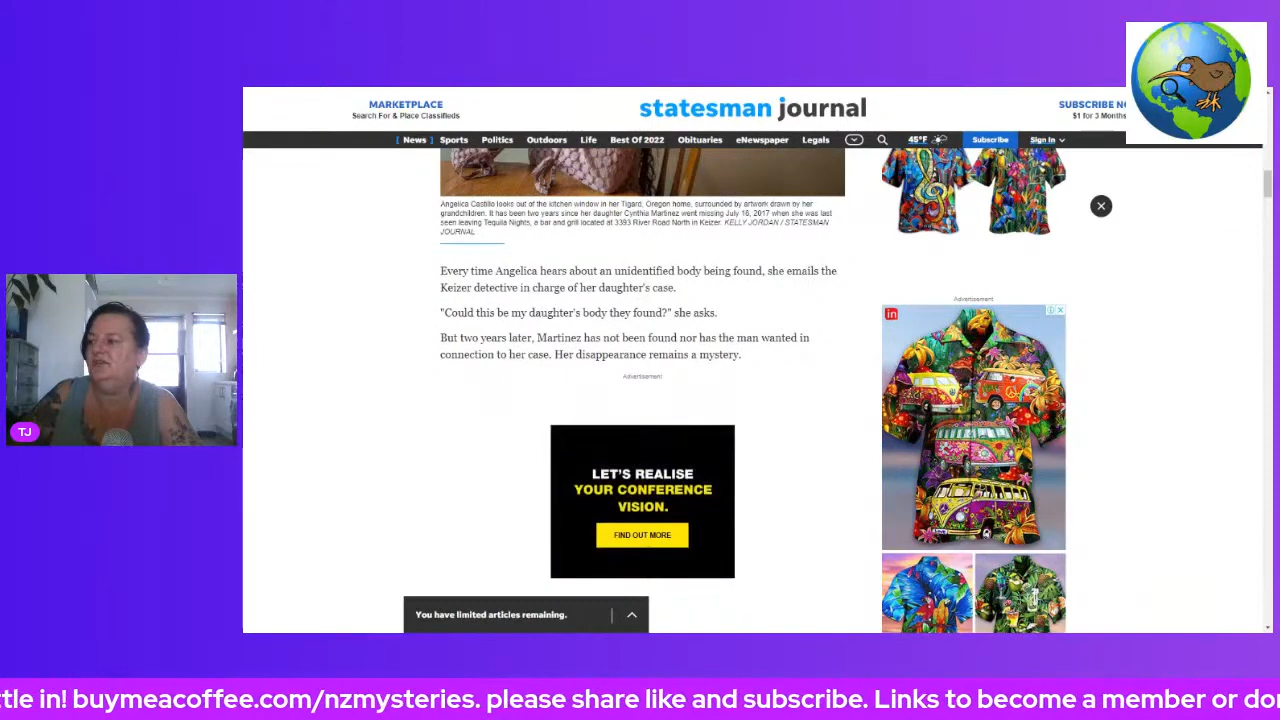 MARKETPLACE
Search For & Place Classifieds
statesman journal
SUBSCRIBE NO
$1 for 3 Months
[ News ] Sports Politics Outdoors Life Best Of 2022 Obituaries eNewspaper Legals 45°F Subscribe Sign In
Angelica Castillo looks out of the kitchen window in her Tigard, Oregon home, surrounded by artwork drawn by her
grandchildren. It has been two years since her daughter Cynthia Martinez went missing July 16, 2017 when she was last
seen leaving Tequila Nights, a bar and grill located at 3393 River Road North in Keizer. KELLY JORDAN / STATESMAN
JOURNAL
Every time Angelica hears about an unidentified body being found, she emails the
Keizer detective in charge of her daughter's case.
"Could this be my daughter's body they found?" she asks.
But two years later, Martinez has not been found nor has the man wanted in
connection to her case. Her disappearance remains a mystery.
Advertisement
LET'S REALISE
YOUR CONFERENCE
VISION.
FIND OUT MORE
You have limited articles remaining.
Advertisement
in
TJ
ttle in! buymeacoffee.com/nzmysteries. please share like and subscribe. Links to become a member or do